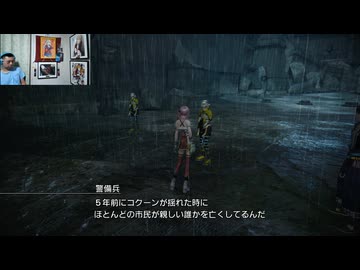 警備兵
５年前にコクーンが揺れた時に
ほとんどの市民が親しい誰かを亡くしてるんだ